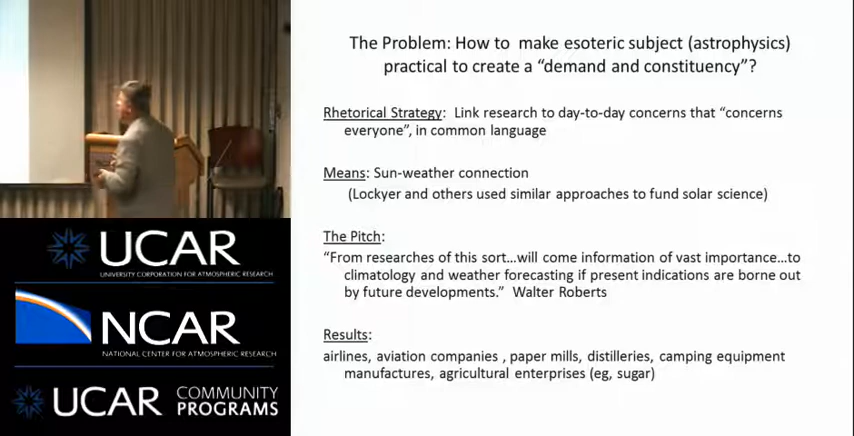 The Problem: How to make esoteric subject (astrophysics)
practical to create a “demand and constituency”?
Rhetorical Strategy: Link research to day-to-day concerns that “concerns
everyone”, in common language
Means: Sun-weather connection
(Lockyer and others used similar approaches to fund solar science)
The Pitch:
“From researches of this sort...will come information of vast importance...to
climatology and weather forecasting if present indications are borne out
by future developments.” Walter Roberts
Results:
airlines, aviation companies , paper mills, distilleries, camping equipment
manufactures, agricultural enterprises (eg, sugar)
UCAR
UNIVERSITY CORPORATION FOR ATMOSPHERIC RESEARCH
NCAR
NATIONAL CENTER FOR ATMOSPHERIC RESEARCH
UCAR COMMUNITY
PROGRAMS